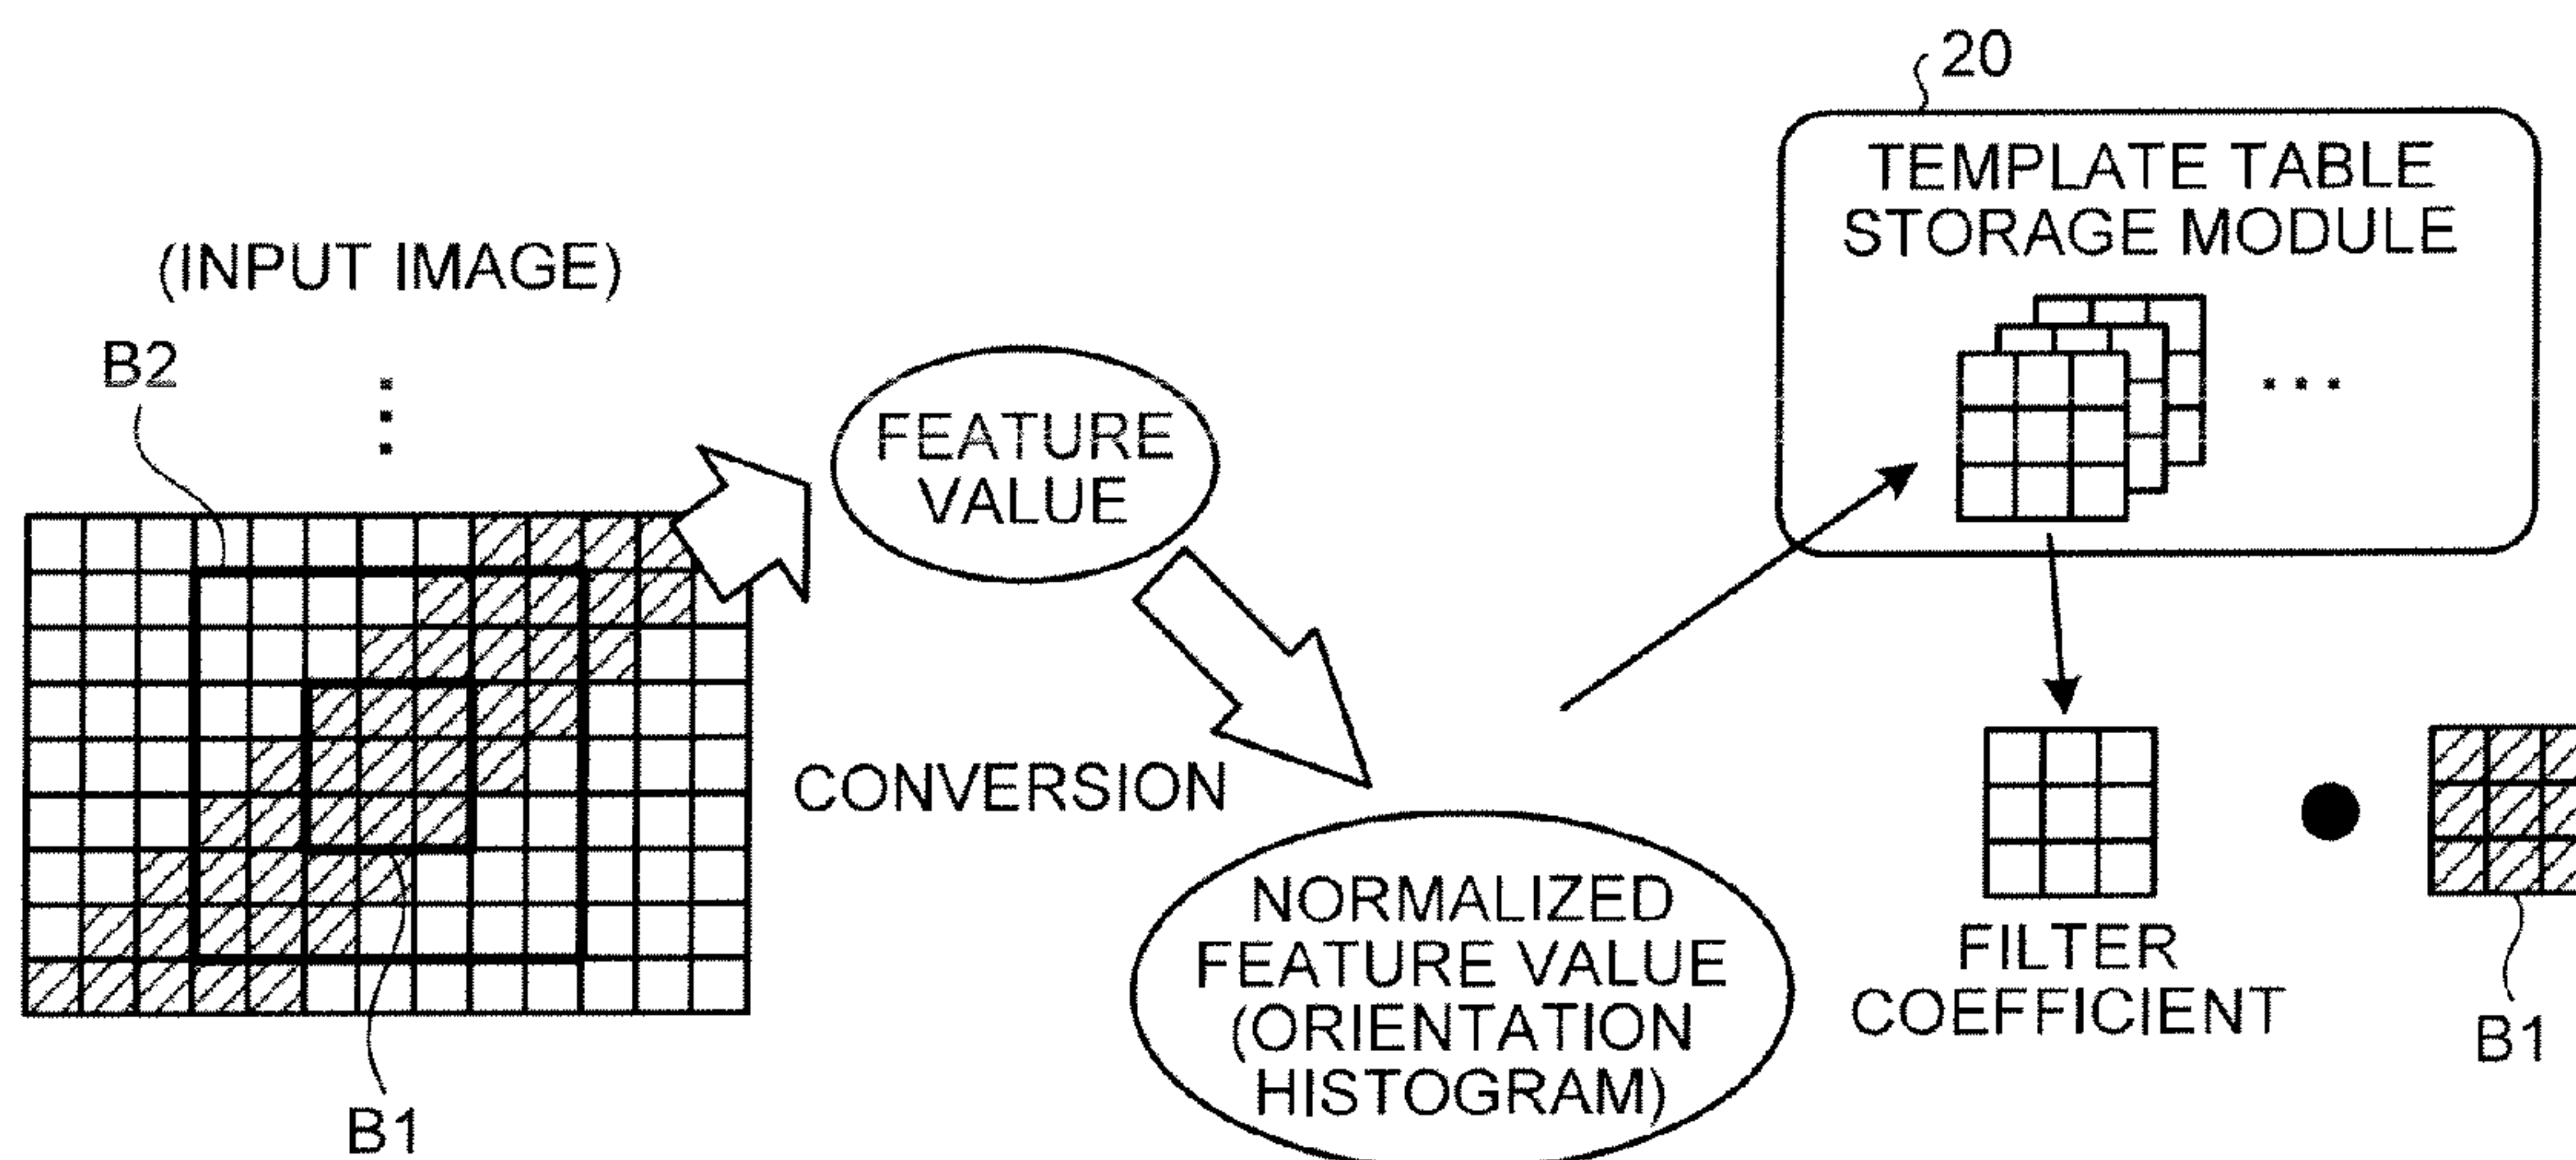 20
TEMPLATE TABLE
STORAGE MODULE
(INPUT IMAGE)
B2
FEATURE
VALUE
CONVERSION
NORMALIZED
FEATURE VALUE
(ORIENTATION
HISTOGRAM)
FILTER
COEFFICIENT
B1
B1